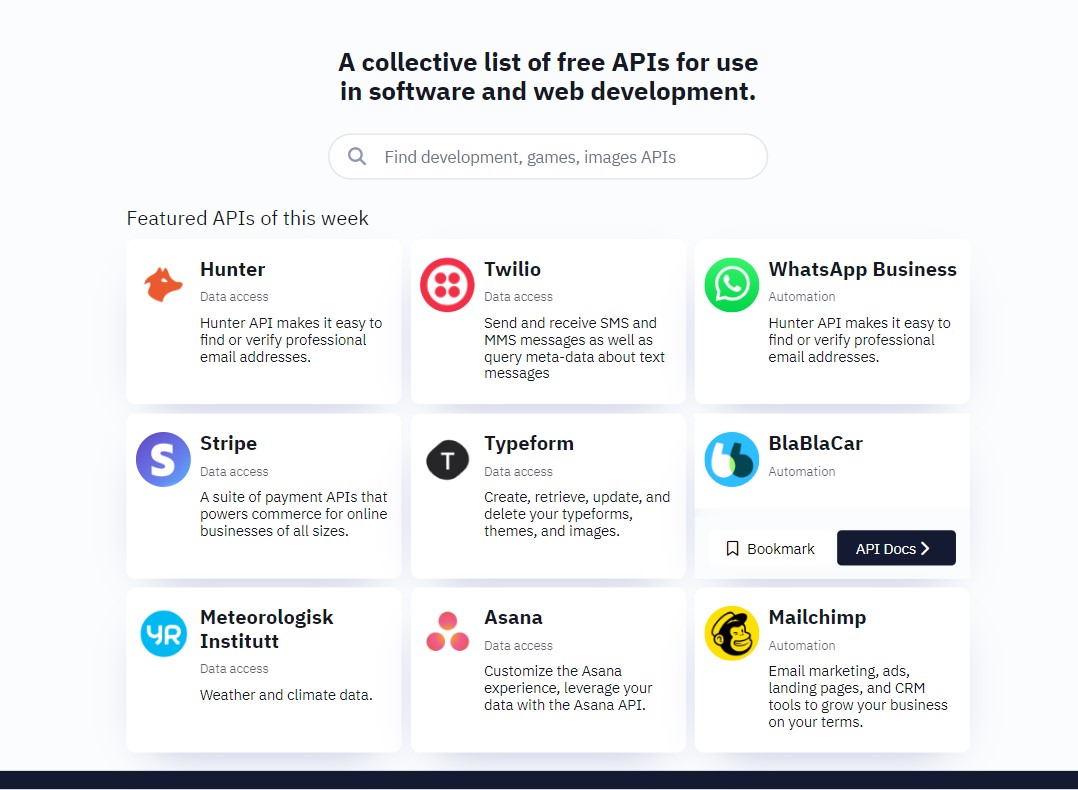 A collective list of free APIs for use
in software and web development.
Find development, games, images APIs
Featured APIs of this week
Hunter
Data access
Hunter API makes it easy to
find or verify professional
email addresses.
Twilio
Data access
Send and receive SMS and
MMS messages as well as
query meta-data about text
messages
WhatsApp Business
Automation
Hunter API makes it easy to
find or verify professional
email addresses.
S
Stripe
Data access
A suite of payment APIs that
powers commerce for online
businesses of all sizes.
T
Typeform
Data access
Create, retrieve, update, and
delete your typeforms,
themes, and images.
BlaBlaCar
Automation
Bookmark
API Docs
YR
Meteorologisk
Institutt
Data access
Weather and climate data.
Asana
Data access
Customize the Asana
experience, leverage your
data with the Asana API.
Mailchimp
Automation
Email marketing, ads,
landing pages, and CRM
tools to grow your business
on your terms.